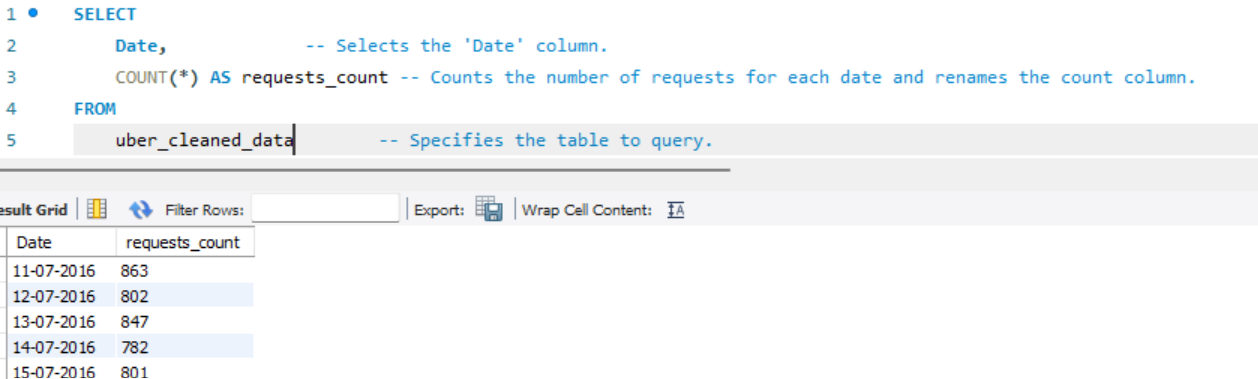 1 SELECT
2 Date, -- Selects the 'Date' column.
3 COUNT(*) AS requests_count -- Counts the number of requests for each date and renames the count column.
4 FROM
5 uber_cleaned_data -- Specifies the table to query.
esult Grid Filter Rows: Export: Wrap Cell Content: IA
Date requests_count
11-07-2016 863
12-07-2016 802
13-07-2016 847
14-07-2016 782
15-07-2016 801